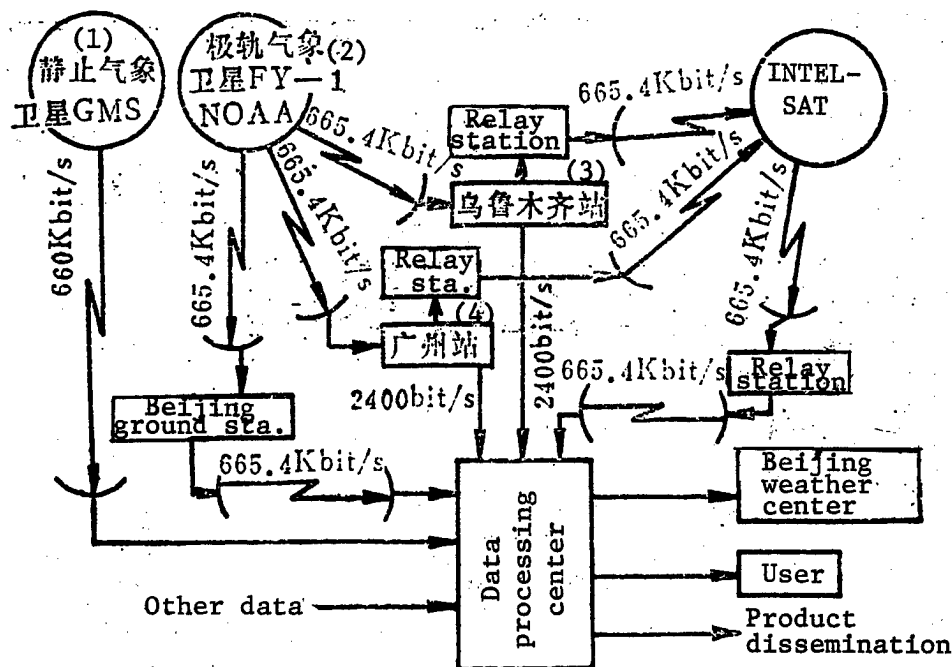 (1)
静止气象
卫星GMS
极轨气象(2)
卫星FY-1
NOAA
INTEL-
SAT
665.4Kbit/s
Relay
station
665.4Kbit/s
(3)
乌鲁木齐站
665.4Kbit/s
660Kbit/s
665.4Kbit/s
665.4Kbit/s
Relay
sta.
(4)
广州站
2400bit/s
2400bit/s
665.4Kbit/s
Relay
station
665.4Kbit/s
Beijing
ground sta.
665.4Kbit/s
Data
processing
center
Beijing
weather
center
User
Other data
Product
dissemination